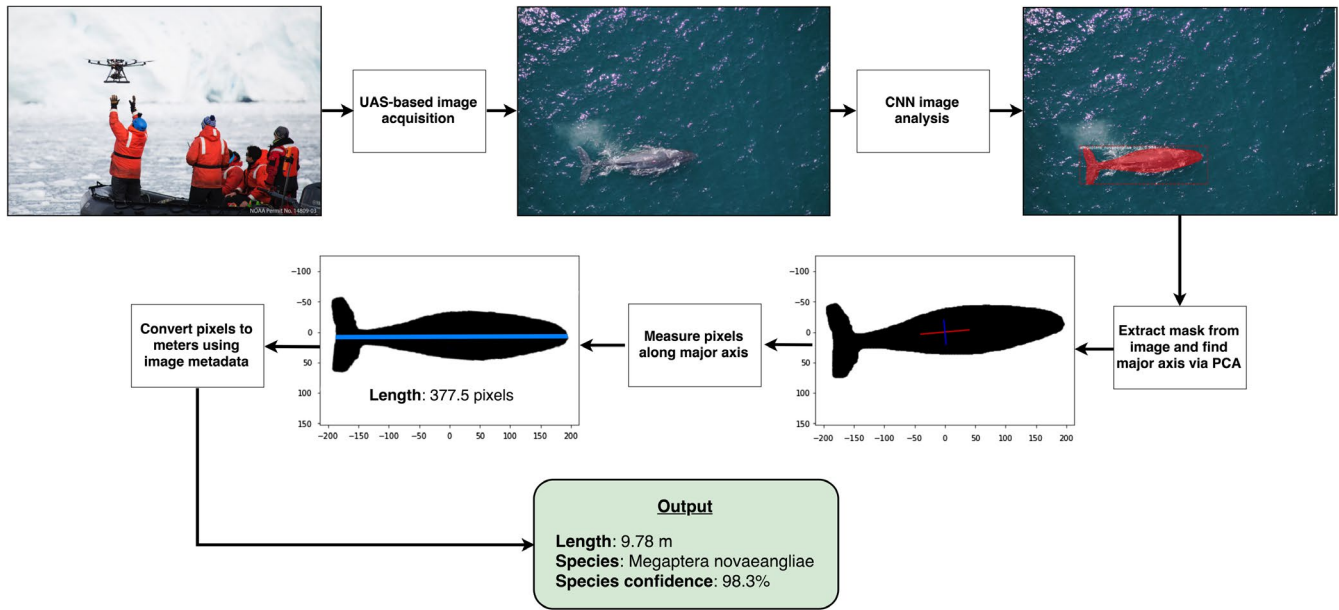 NOAA Permit No. 14809-03
UAS-based image
acquisition
CNN image
analysis
Extract mask from
image and find
major axis via PCA
−100
−50
0
50
100
150
−200 −150 −100 −50 0 50 100 150 200
Measure pixels
along major axis
−100
−50
0
50
100
150
−200 −150 −100 −50 0 50 100 150 200
Length: 377.5 pixels
Convert pixels to
meters using
image metadata
Output
Length: 9.78 m
Species: Megaptera novaeangliae
Species confidence: 98.3%